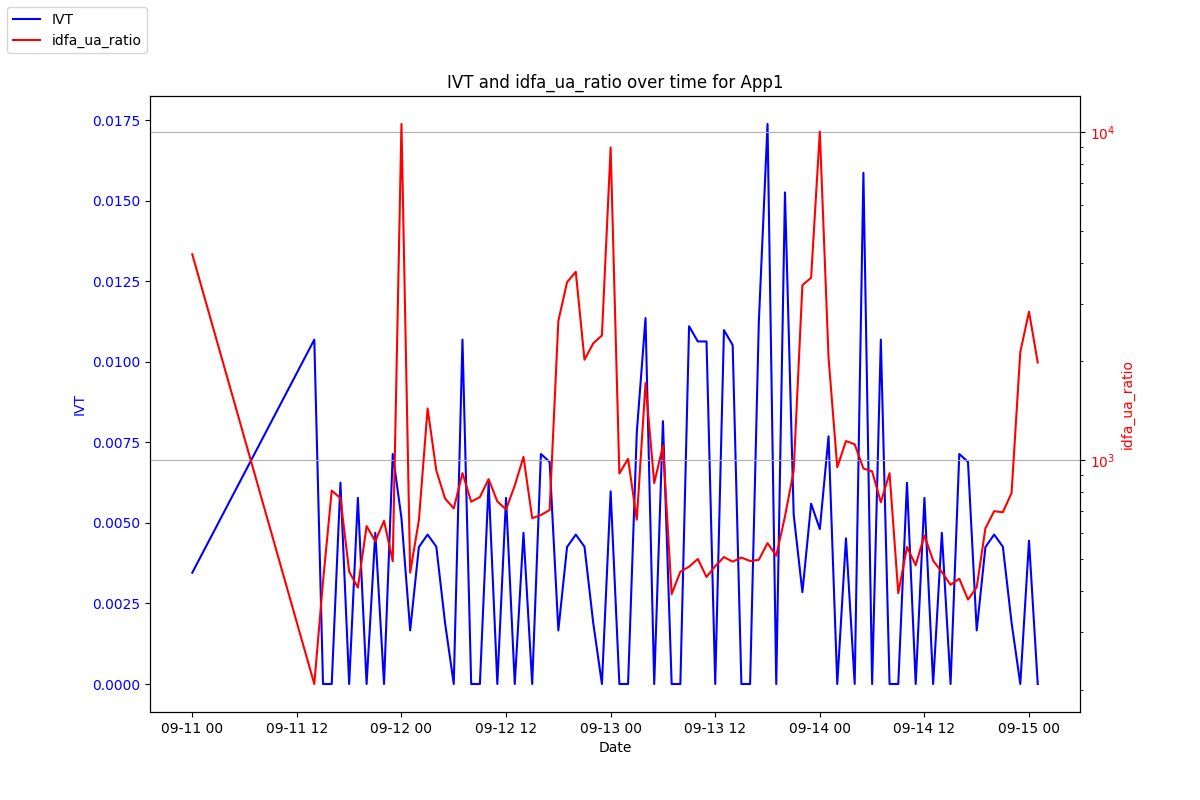 IVT
idfa_ua_ratio
IVT and idfa_ua_ratio over time for App1
0.0175
0.0150
0.0125
0.0100
0.0075
0.0050
0.0025
0.0000
IVT
10⁴
10³
idfa_ua_ratio
09-11 00 09-11 12 09-12 00 09-12 12 09-13 00 09-13 12 09-14 00 09-14 12 09-15 00
Date